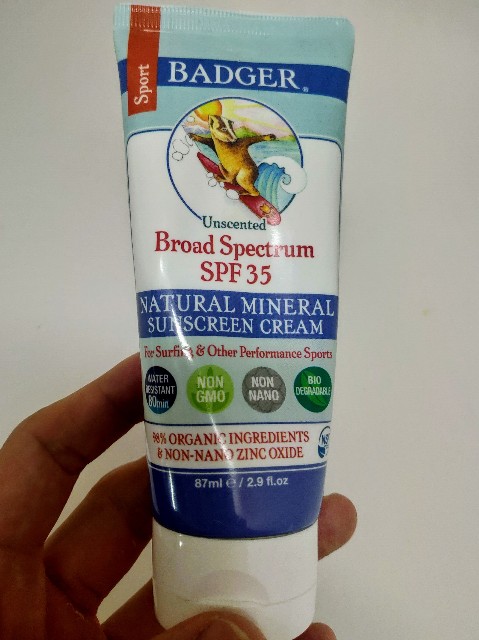 Sport
BADGER®
Unscented
Broad Spectrum
SPF 35
NATURAL MINERAL
SUNSCREEN CREAM
For Surfing & Other Performance Sports
WATER
RESISTANT
80min
NON
GMO
NON
NANO
BIO
DEGRADABLE
98% ORGANIC INGREDIENTS
& NON-NANO ZINC OXIDE
87ml ℮ / 2.9 fl.oz